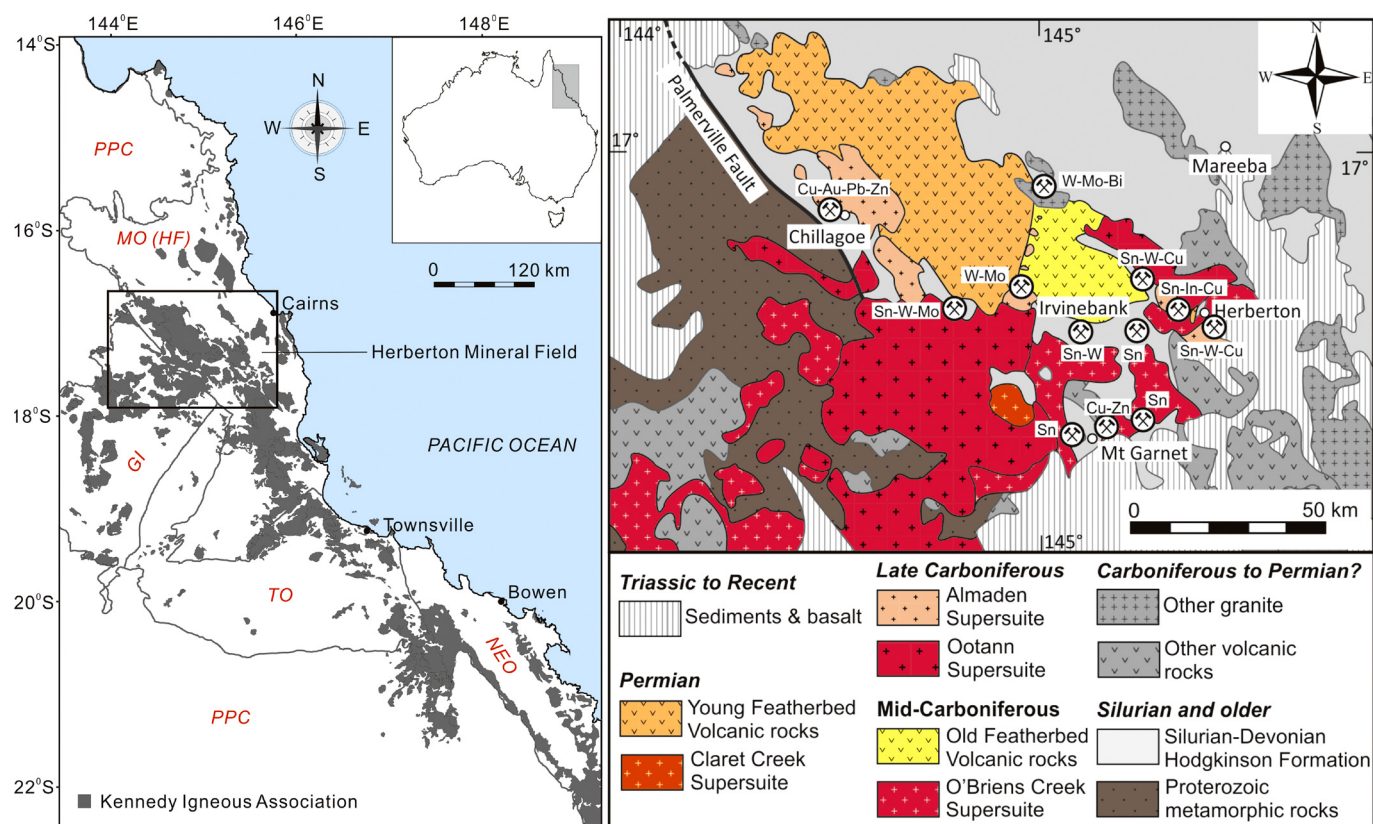 144°
146°
148°
14°S
16°S
18°S
20°S
22°S
N
W
E
S
0
120 km
PPC
MO (HF)
Cairns
Herberton Mineral Field
GI
PACIFIC OCEAN
Townsville
TO
Bowen
NEO
PPC
Kennedy Igneous Association
144°
145°
N
W
E
S
17°
17°
Palmerville Fault
Mareeba
Cu-Au-Pb-Zn
W-Mo-Bi
Chillagoe
Sn-W-Cu
W-Mo
Sn-In-Cu
Sn-W-Mo
Irvinebank
Herberton
Sn-W
Sn
Sn-W-Cu
Cu-Zn
Sn
Sn
Mt Garnet
0
50 km
145°
Triassic to Recent
Sediments & basalt
Permian
Young Featherbed
Volcanic rocks
Claret Creek
Supersuite
Late Carboniferous
Almaden
Supersuite
Ootann
Supersuite
Mid-Carboniferous
Old Featherbed
Volcanic rocks
O'Briens Creek
Supersuite
Carboniferous to Permian?
Other granite
Other volcanic
rocks
Silurian and older
Silurian-Devonian
Hodgkinson Formation
Proterozoic
metamorphic rocks